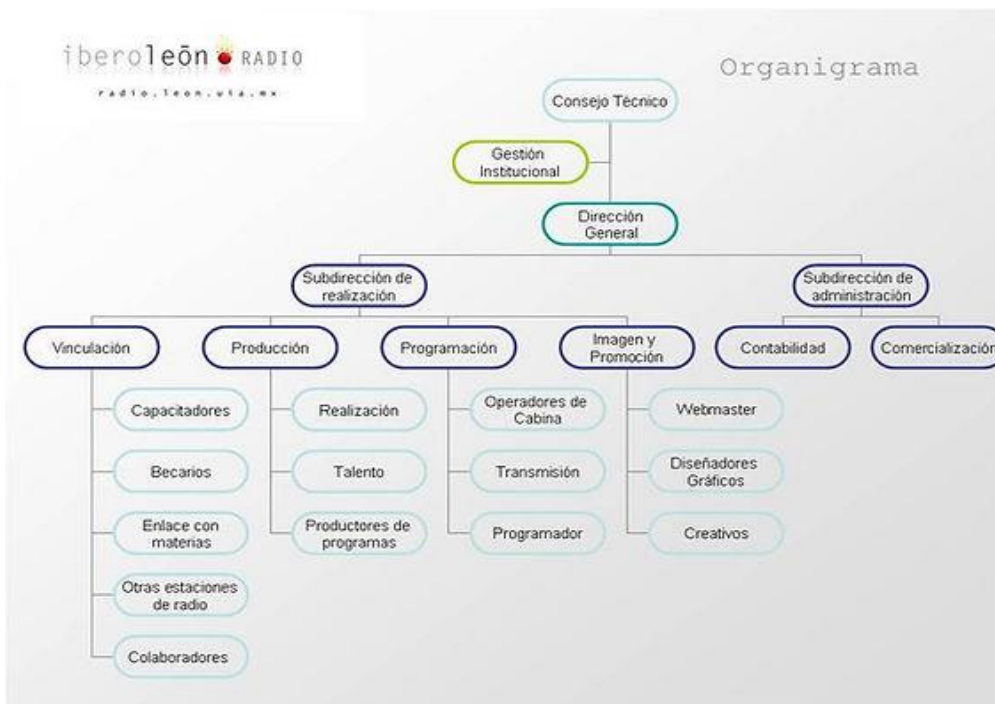 iberoleōn RADIO
radio.leon.uia.mx
Organigrama
Consejo Técnico
Gestión
Institucional
Dirección
General
Subdirección de
realización
Subdirección de
administración
Vinculación
Producción
Programación
Imagen y
Promoción
Contabilidad
Comercialización
Capacitadores
Becarios
Enlace con
materias
Otras estaciones
de radio
Colaboradores
Realización
Talento
Productores de
programas
Operadores de
Cabina
Transmisión
Programador
Webmaster
Diseñadores
Gráficos
Creativos